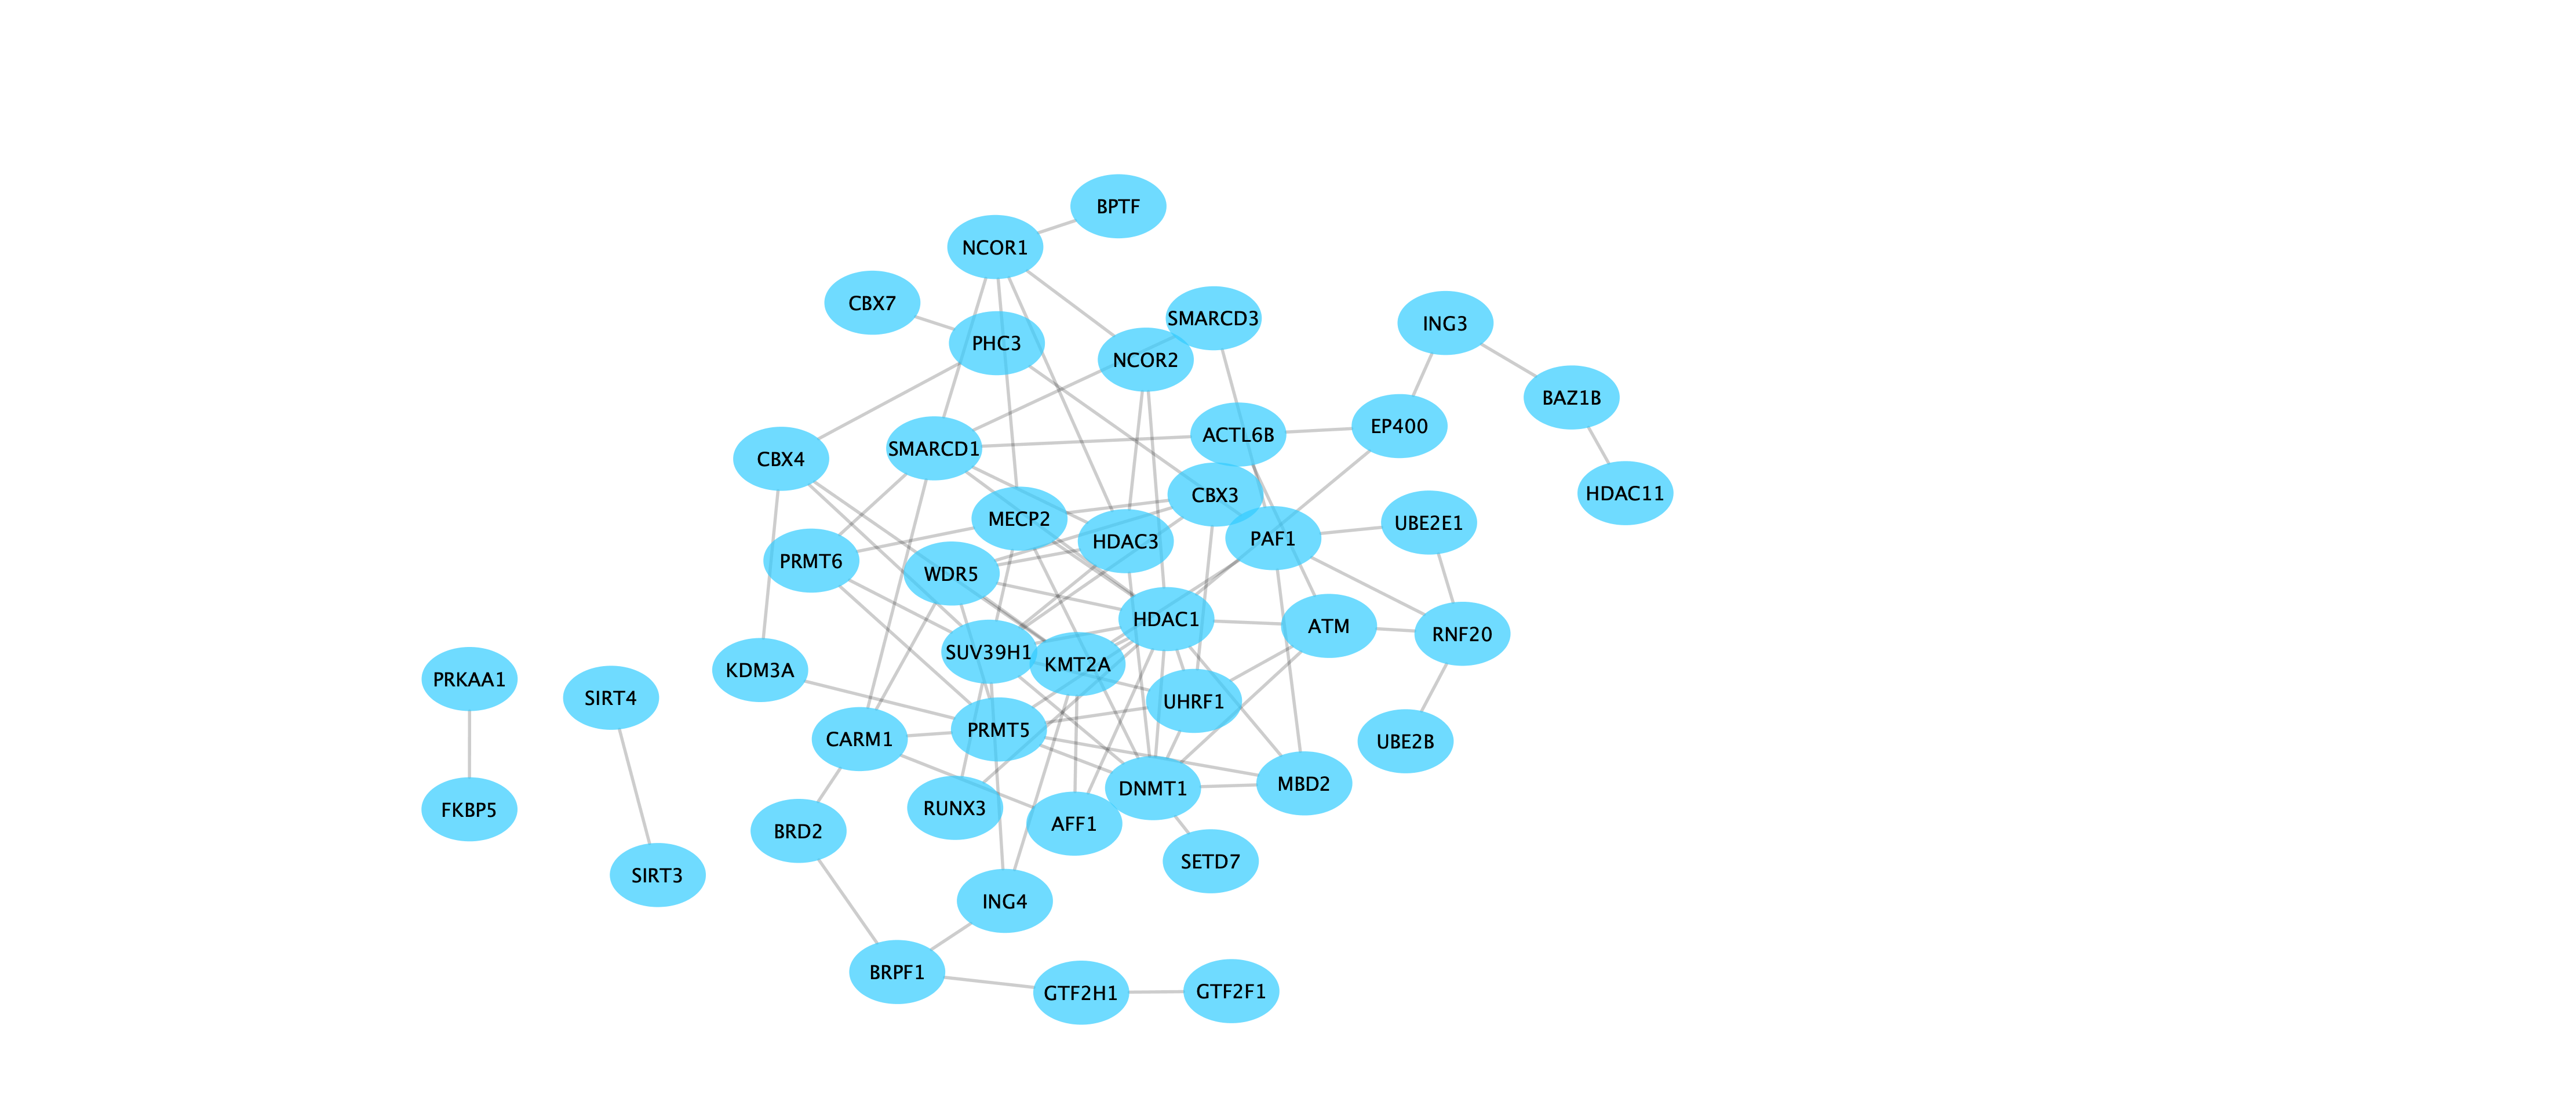 BPTF
NCOR1
CBX7
SMARCD3
ING3
PHC3
NCOR2
BAZ1B
EP400
ACTL6B
SMARCD1
CBX4
HDAC11
CBX3
MECP2
UBE2E1
PAF1
HDAC3
PRMT6
WDR5
HDAC1
ATM
RNF20
SUV39H1
KMT2A
KDM3A
PRKAA1
SIRT4
UHRF1
PRMT5
CARM1
UBE2B
MBD2
DNMT1
RUNX3
FKBP5
AFF1
BRD2
SETD7
SIRT3
ING4
BRPF1
GTF2H1
GTF2F1